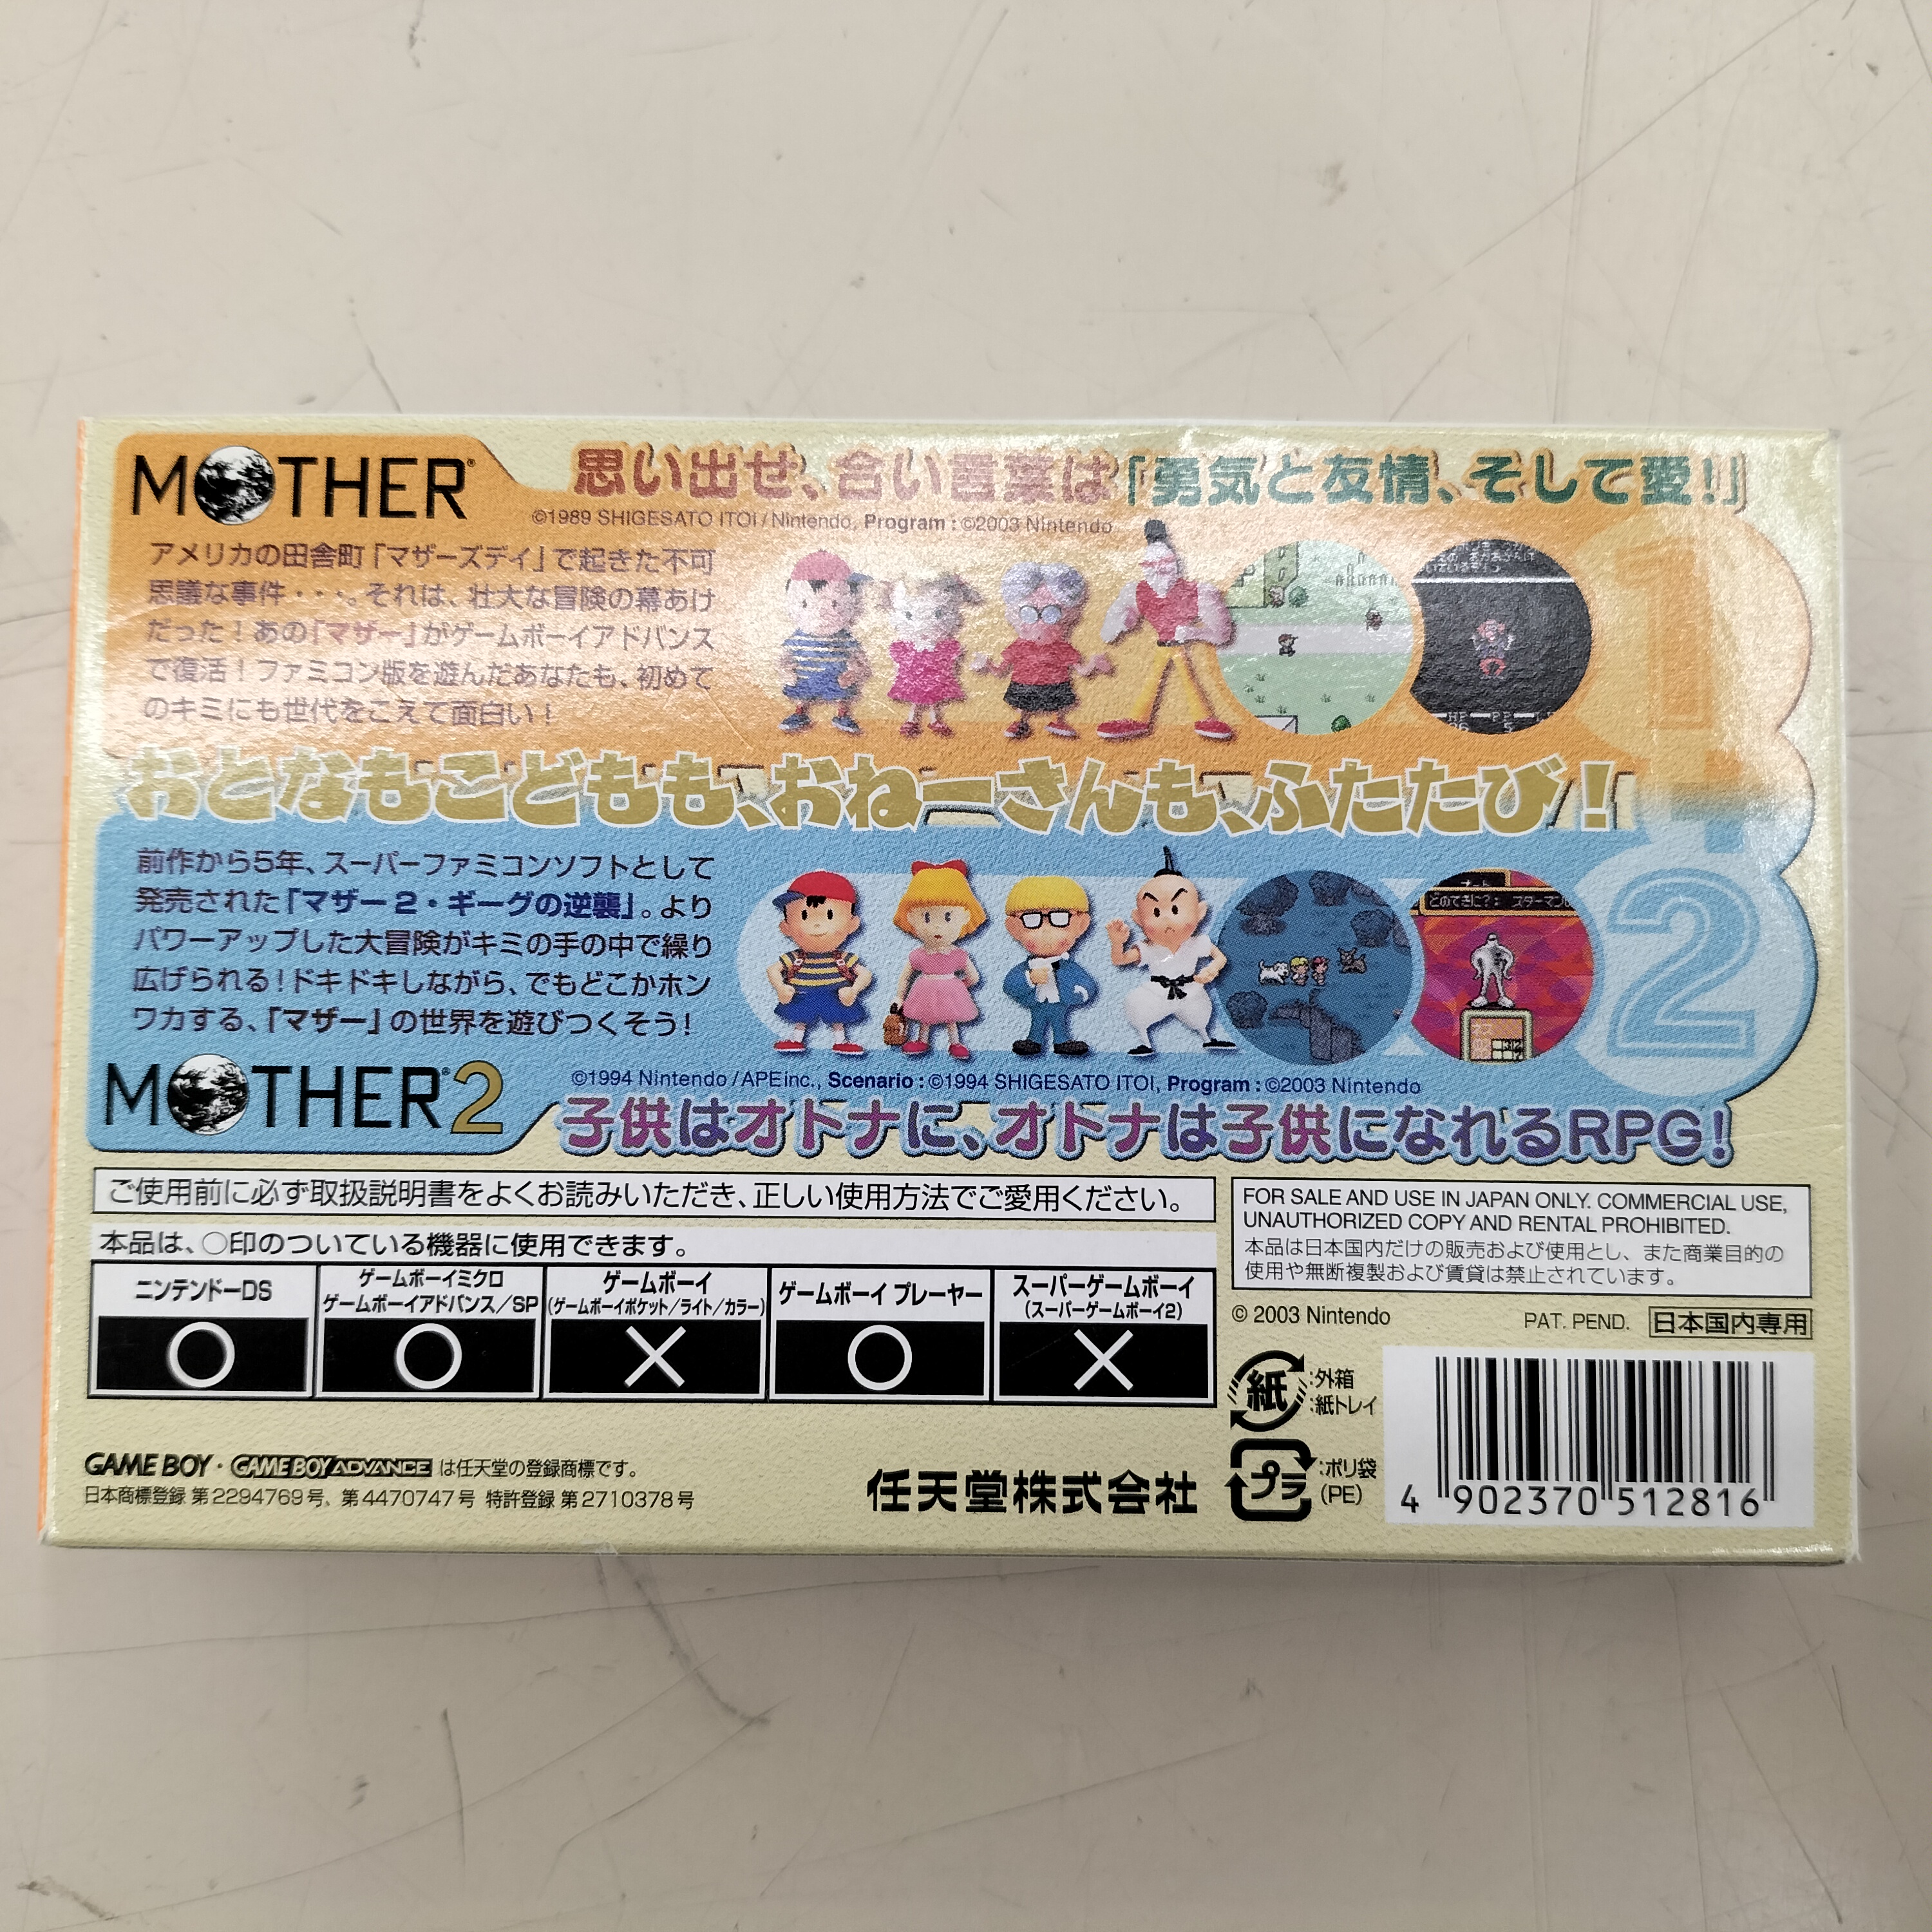 MOTHER®
思い出せ、合い言葉は「勇気と友情、そして愛!」
©1989 SHIGESATO ITOI/Nintendo, Program:©2003 Nintendo
アメリカの田舎町「マザーズデイ」で起きた不可
思議な事件・・・。それは、壮大な冒険の幕あけ
だった!あの「マザー」がゲームボーイアドバンス
で復活!ファミコン版を遊んだあなたも、初めて
のキミにも世代をこえて面白い!
1
おとなもこどもも、おねーさんも、ふたたび!
+
前作から5年、スーパーファミコンソフトとして
発売された「マザー2・ギーグの逆襲」。より
パワーアップした大冒険がキミの手の中で繰り
広げられる!ドキドキしながら、でもどこかホン
ワカする、「マザー」の世界を遊びつくそう!
どのてきに?: スターマン
2
MOTHER®2
©1994 Nintendo/APE inc., Scenario:©1994 SHIGESATO ITOI, Program:©2003 Nintendo
子供はオトナに、オトナは子供になれるRPG!
ご使用前に必ず取扱説明書をよくお読みいただき、正しい使用方法でご愛用ください。
本品は、○印のついている機器に使用できます。
ニンテンドーDS
○
ゲームボーイミクロ
ゲームボーイアドバンス/SP
○
ゲームボーイ
(ゲームボーイポケット/ライト/カラー)
×
ゲームボーイ プレーヤー
○
スーパーゲームボーイ
(スーパーゲームボーイ2)
×
FOR SALE AND USE IN JAPAN ONLY. COMMERCIAL USE,
UNAUTHORIZED COPY AND RENTAL PROHIBITED.
本品は日本国内だけの販売および使用とし、また商業目的の
使用や無断複製および賃貸は禁止されています。
© 2003 Nintendo PAT. PEND. 日本国内専用
紙 :外箱
:紙トレイ
プラ :ポリ袋
(PE)
4 902370 512816
GAME BOY・GAME BOY ADVANCE は任天堂の登録商標です。
日本商標登録 第2294769号、第4470747号 特許登録 第2710378号
任天堂株式会社